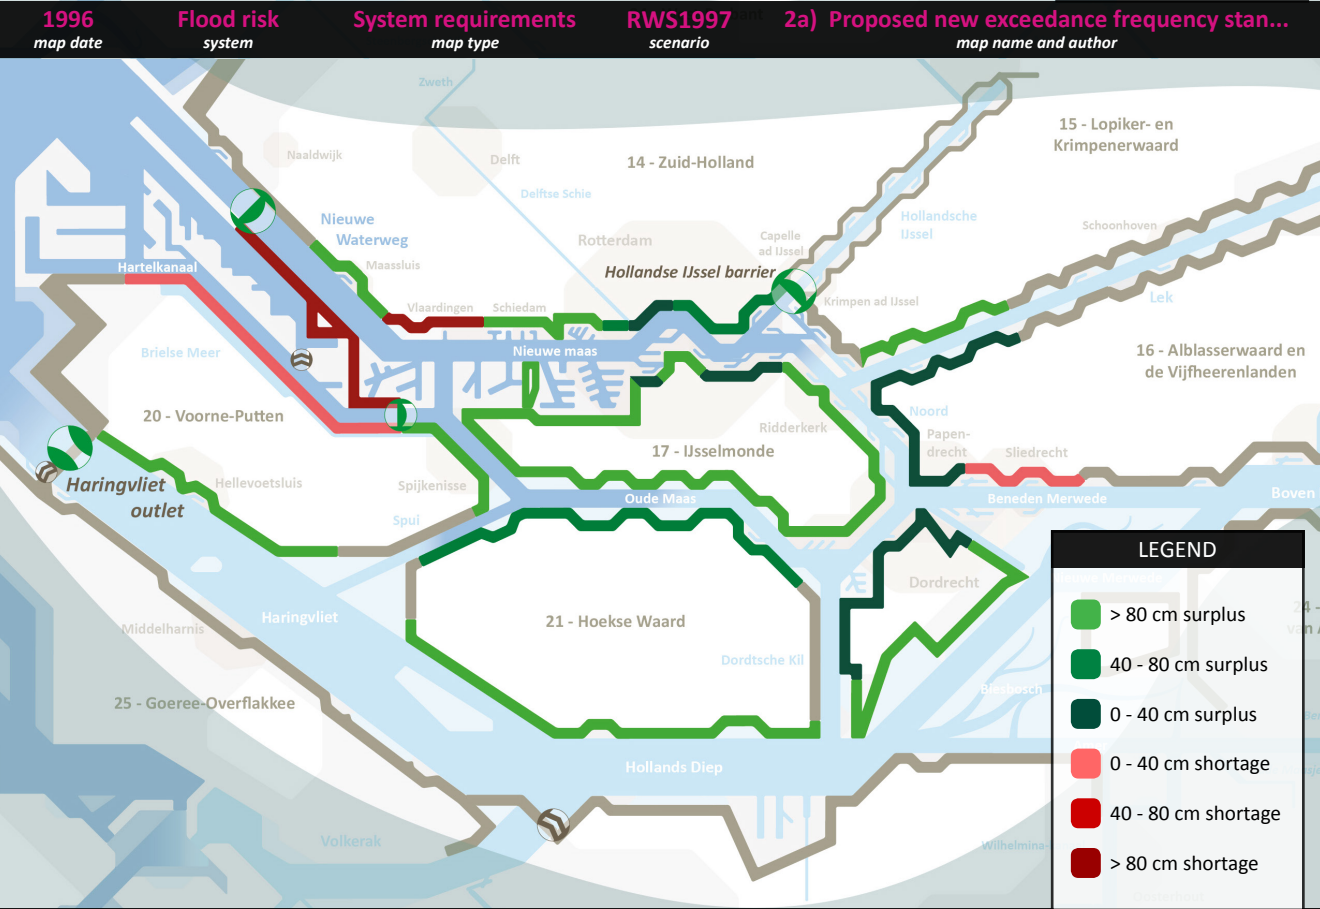 1996
map date
Flood risk
system
System requirements
map type
RWS1997
scenario
2a) Proposed new exceedance frequency stan...
map name and author
Zweth
Naaldwijk
Delft
14 - Zuid-Holland
15 - Lopiker- en
Krimpenerwaard
Delftse Schie
Nieuwe
Waterweg
Rotterdam
Capelle
ad IJssel
Hollandsche
IJssel
Schoonhoven
Hartelkanaal
Maassluis
Hollandse IJssel barrier
Vlaardingen
Schiedam
Krimpen ad IJssel
Lek
Brielse Meer
Nieuwe maas
16 - Alblasserwaard en
de Vijfheerenlanden
20 - Voorne-Putten
Noord
Ridderkerk
Papen-
drecht
Sliedrecht
17 - IJsselmonde
Haringvliet
outlet
Hellevoetsluis
Spijkenisse
Oude Maas
Beneden Merwede
Boven
Spui
LEGEND
Nieuwe Merwede
Dordrecht
> 80 cm surplus
24 -
van A
Haringvliet
Middelharnis
21 - Hoekse Waard
40 - 80 cm surplus
Dordtsche Kil
Biesbosch
25 - Goeree-Overflakkee
0 - 40 cm surplus
Hollands Diep
0 - 40 cm shortage
40 - 80 cm shortage
Volkerak
Wilhelmina-
> 80 cm shortage
Oosterhout